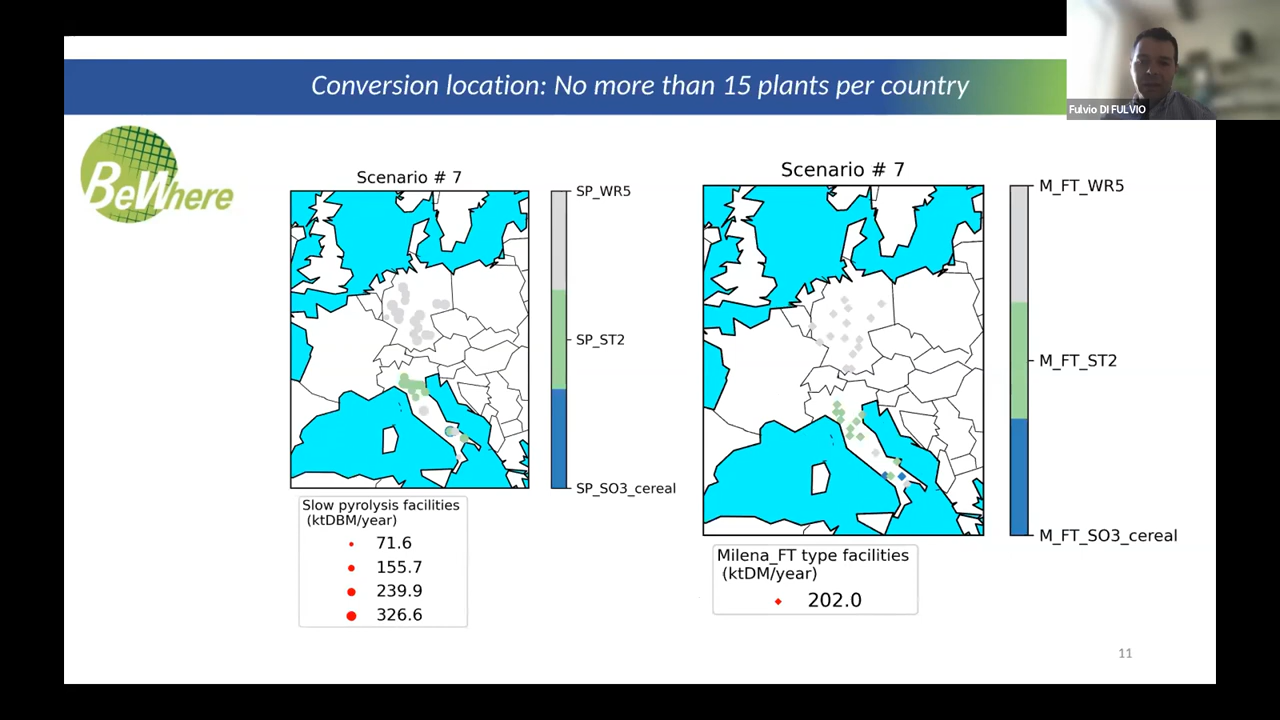 Conversion location: No more than 15 plants per country
Fulvio DI FULVIO
BeWhere
Scenario # 7
SP_WR5
SP_ST2
SP_SO3_cereal
Slow pyrolysis facilities
(ktDBM/year)
71.6
155.7
239.9
326.6
Scenario # 7
M_FT_WR5
M_FT_ST2
M_FT_SO3_cereal
Milena_FT type facilities
(ktDM/year)
202.0
11